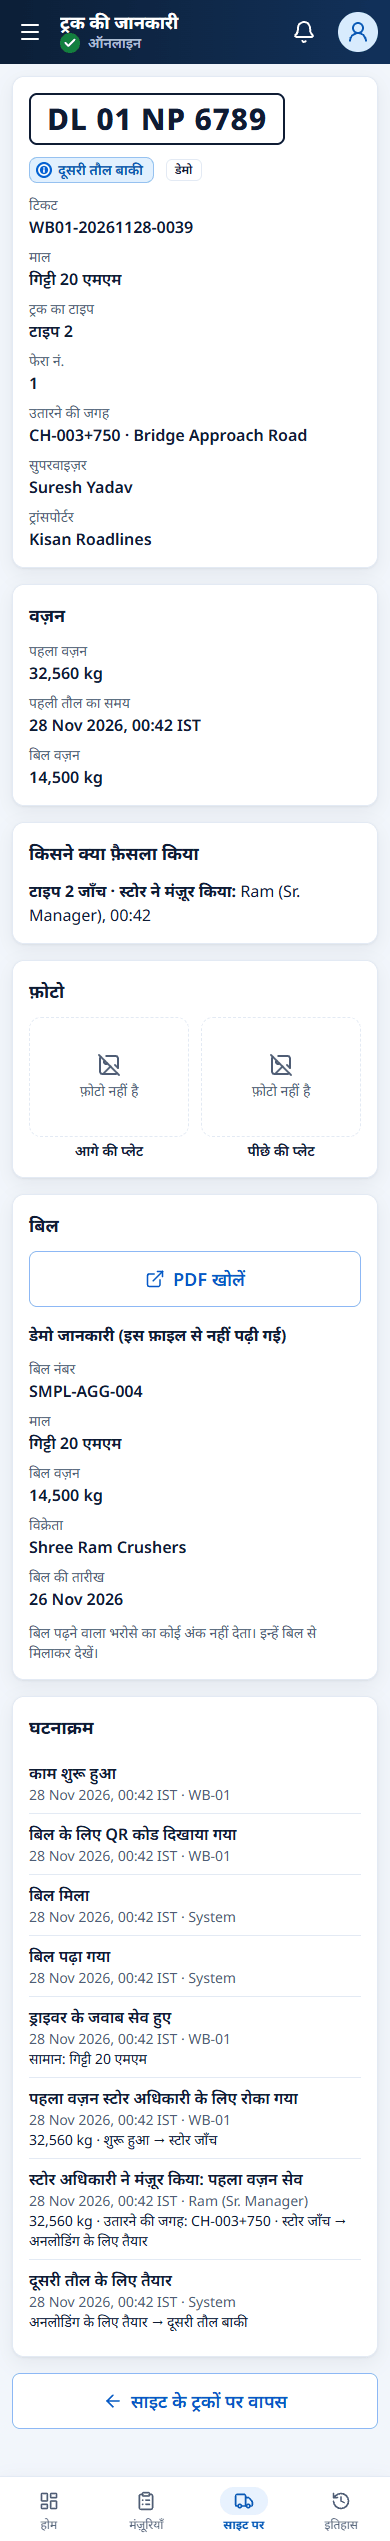 ट्रक की जानकारी
ऑनलाइन
DL 01 NP 6789
दूसरी तौल बाकी
डेमो
टिकट
WB01-20261128-0039
माल
गिट्टी 20 एमएम
ट्रक का टाइप
टाइप 2
फेरा नं.
1
उतारने की जगह
CH-003+750 · Bridge Approach Road
सुपरवाइज़र
Suresh Yadav
ट्रांसपोर्टर
Kisan Roadlines
वज़न
पहला वज़न
32,560 kg
पहली तौल का समय
28 Nov 2026, 00:42 IST
बिल वज़न
14,500 kg
किसने क्या फ़ैसला किया
टाइप 2 जाँच · स्टोर ने मंज़ूर किया: Ram (Sr.
Manager), 00:42
फ़ोटो
फ़ोटो नहीं है
फ़ोटो नहीं है
आगे की प्लेट
पीछे की प्लेट
बिल
PDF खोलें
डेमो जानकारी (इस फ़ाइल से नहीं पढ़ी गई)
बिल नंबर
SMPL-AGG-004
माल
गिट्टी 20 एमएम
बिल वज़न
14,500 kg
विक्रेता
Shree Ram Crushers
बिल की तारीख
26 Nov 2026
बिल पढ़ने वाला भरोसे का कोई अंक नहीं देता। इन्हें बिल से
मिलाकर देखें।
घटनाक्रम
काम शुरू हुआ
28 Nov 2026, 00:42 IST · WB-01
बिल के लिए QR कोड दिखाया गया
28 Nov 2026, 00:42 IST · WB-01
बिल मिला
28 Nov 2026, 00:42 IST · System
बिल पढ़ा गया
28 Nov 2026, 00:42 IST · System
ड्राइवर के जवाब सेव हुए
28 Nov 2026, 00:42 IST · WB-01
सामान: गिट्टी 20 एमएम
पहला वज़न स्टोर अधिकारी के लिए रोका गया
28 Nov 2026, 00:42 IST · WB-01
32,560 kg · शुरू हुआ → स्टोर जाँच
स्टोर अधिकारी ने मंज़ूर किया: पहला वज़न सेव
28 Nov 2026, 00:42 IST · Ram (Sr. Manager)
32,560 kg · उतारने की जगह: CH-003+750 · स्टोर जाँच →
अनलोडिंग के लिए तैयार
दूसरी तौल के लिए तैयार
28 Nov 2026, 00:42 IST · System
अनलोडिंग के लिए तैयार → दूसरी तौल बाकी
← साइट के ट्रकों पर वापस
होम
मंज़ूरियाँ
साइट पर
इतिहास